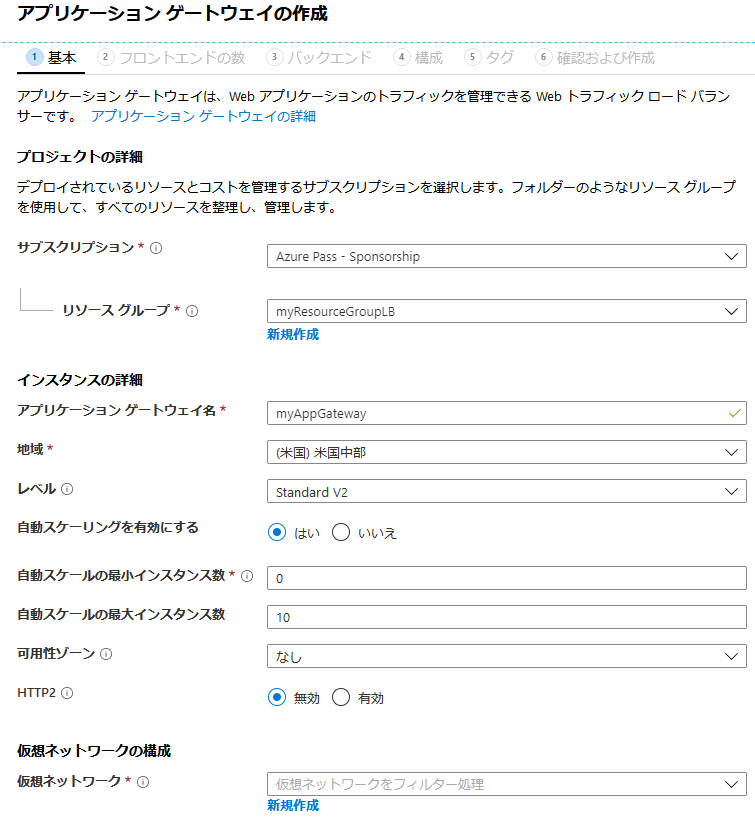 アプリケーション ゲートウェイの作成
1 基本 2 フロントエンドの数 3 バックエンド 4 構成 5 タグ 6 確認および作成
アプリケーション ゲートウェイは、Web アプリケーションのトラフィックを管理できる Web トラフィック ロード バラン
サーです。 アプリケーション ゲートウェイの詳細
プロジェクトの詳細
デプロイされているリソースとコストを管理するサブスクリプションを選択します。フォルダーのようなリソース グループ
を使用して、すべてのリソースを整理し、管理します。
サブスクリプション *
Azure Pass - Sponsorship
リソース グループ *
myResourceGroupLB
新規作成
インスタンスの詳細
アプリケーション ゲートウェイ名 *
myAppGateway
地域 *
(米国) 米国中部
レベル
Standard V2
自動スケーリングを有効にする
はい いいえ
自動スケールの最小インスタンス数 *
0
自動スケールの最大インスタンス数
10
可用性ゾーン
なし
HTTP2
無効 有効
仮想ネットワークの構成
仮想ネットワーク *
仮想ネットワークをフィルター処理
新規作成